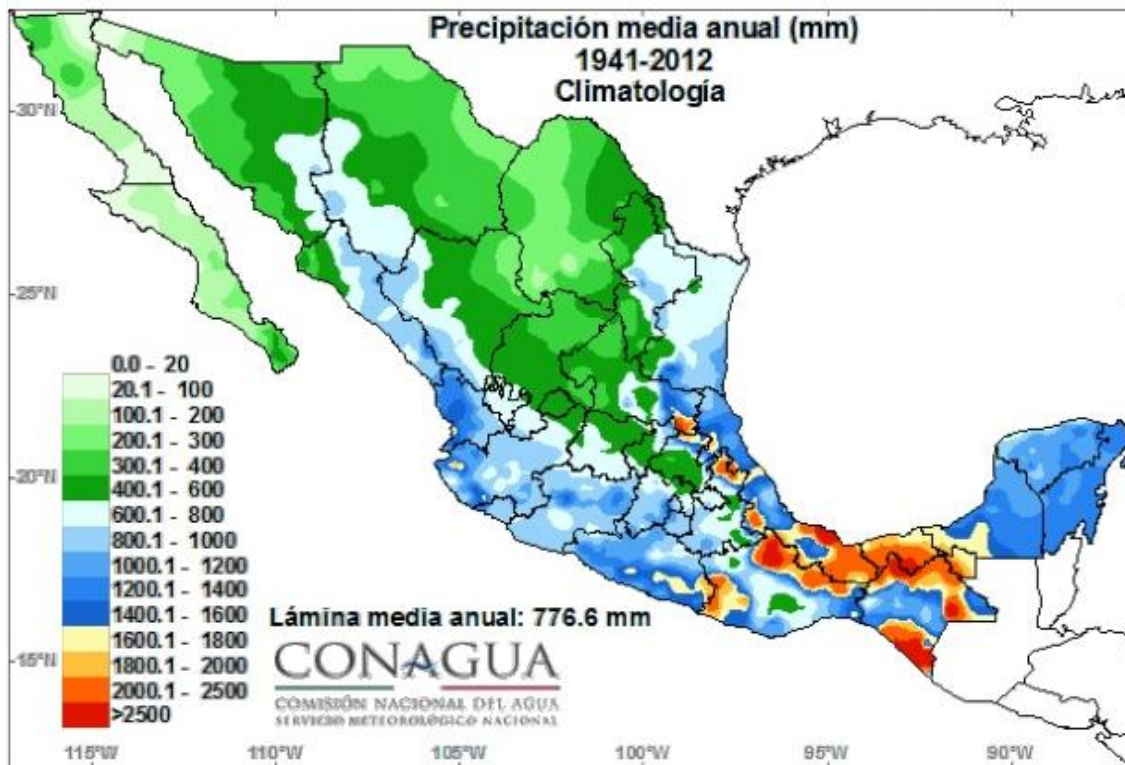 Precipitación media anual (mm)
1941-2012
Climatología
30°N
25°N
20°N
15°N
0.0 - 20
20.1 - 100
100.1 - 200
200.1 - 300
300.1 - 400
400.1 - 600
600.1 - 800
800.1 - 1000
1000.1 - 1200
1200.1 - 1400
1400.1 - 1600
1600.1 - 1800
1800.1 - 2000
2000.1 - 2500
>2500
Lámina media anual: 776.6 mm
CONAGUA
COMISIÓN NACIONAL DEL AGUA
SERVICIO METEOROLÓGICO NACIONAL
115°W
110°W
105°W
100°W
95°W
90°W